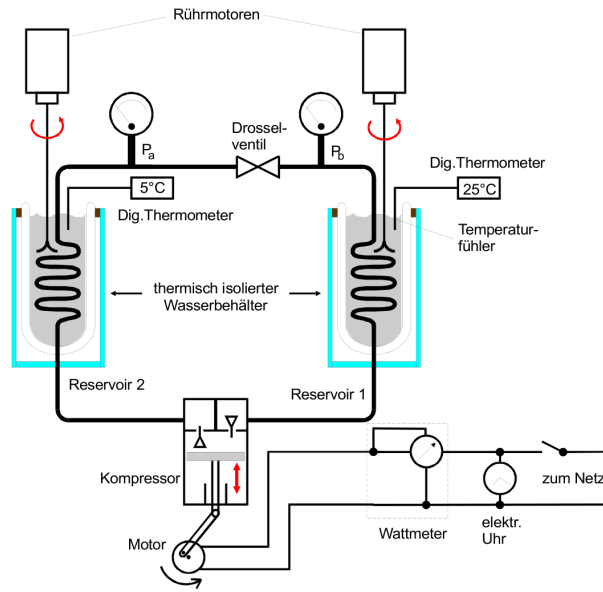 Rührmotoren
Drossel-
ventil
Pa
Pb
Dig.Thermometer
5°C
25°C
Dig.Thermometer
Temperatur-
fühler
thermisch isolierter
Wasserbehälter
Reservoir 2
Reservoir 1
Kompressor
zum Netz
elektr.
Uhr
Wattmeter
Motor